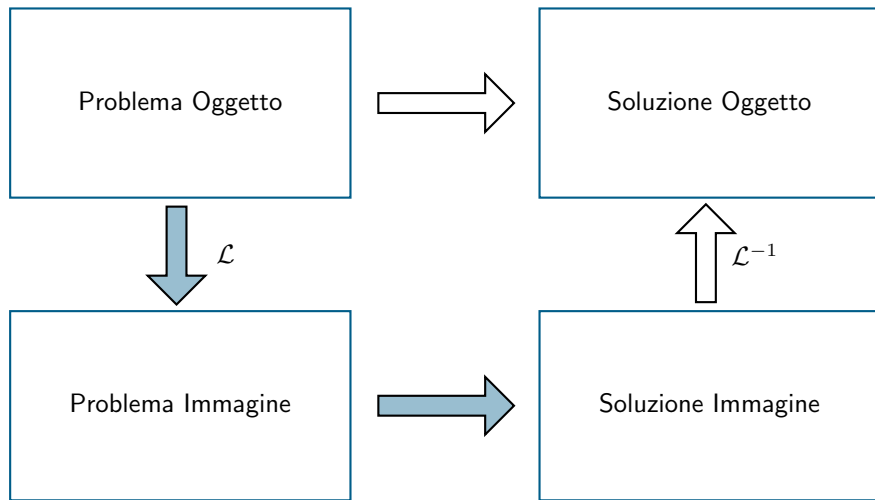 Problema Oggetto
Soluzione Oggetto
ℒ
ℒ⁻¹
Problema Immagine
Soluzione Immagine